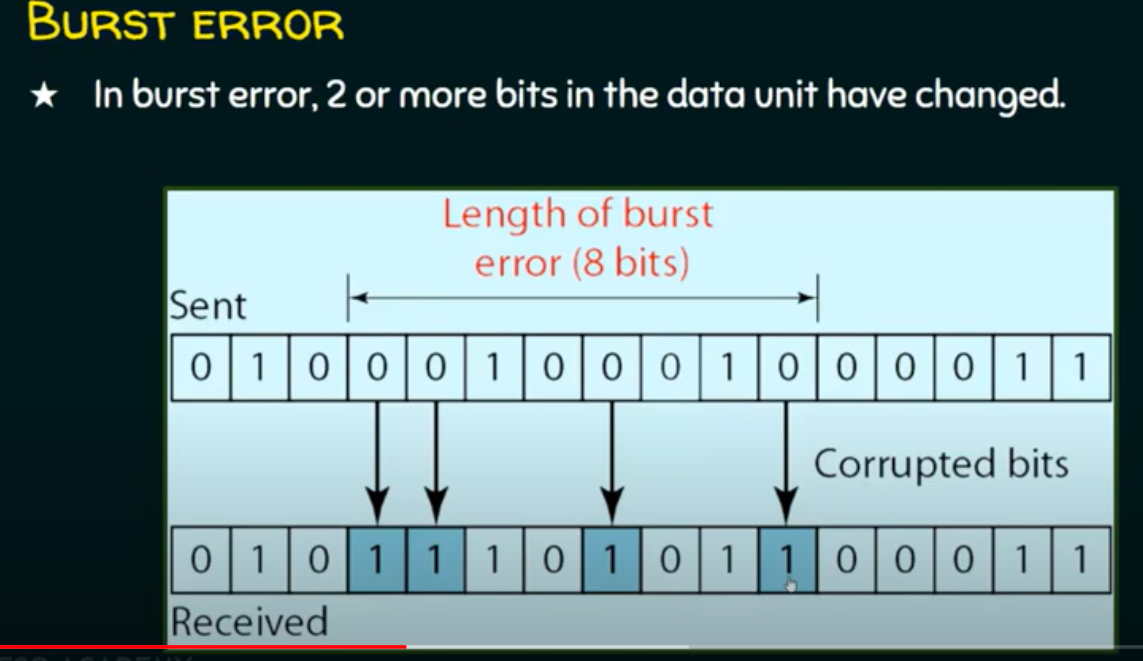 BURST ERROR
★ In burst error, 2 or more bits in the data unit have changed.
Length of burst
error (8 bits)
Sent
0 1 0 0 0 1 0 0 0 1 0 0 0 0 1 1
Corrupted bits
0 1 0 1 1 1 0 1 0 1 1 0 0 0 1 1
Received